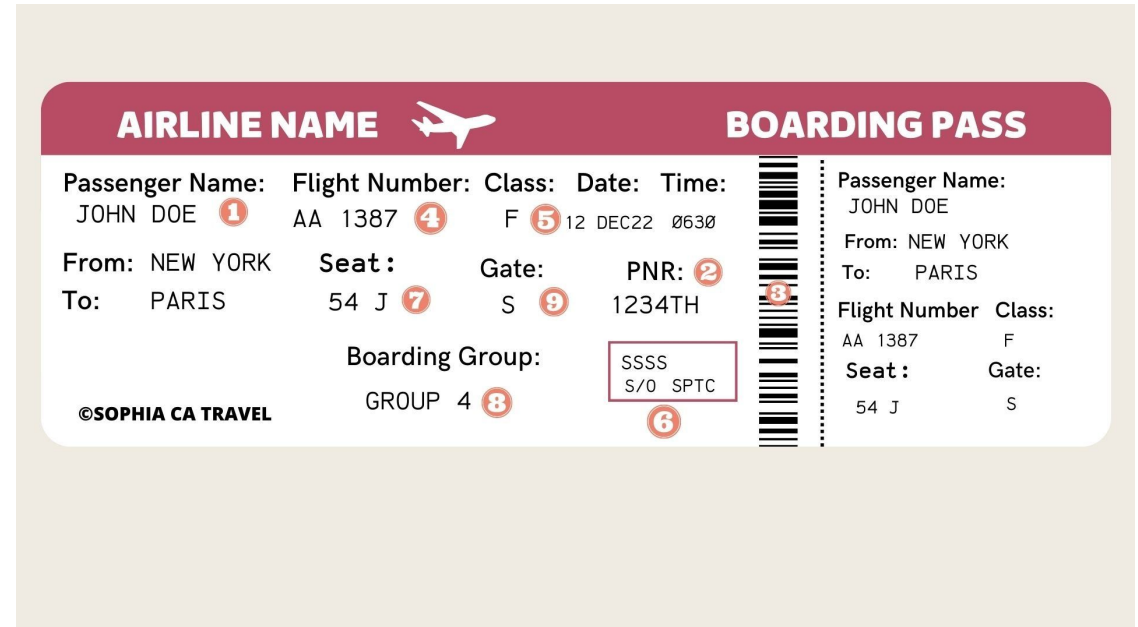 AIRLINE NAME BOARDING PASS
Passenger Name: Flight Number: Class: Date: Time:
JOHN DOE 1 AA 1387 4 F 5 12 DEC22 0630
From: NEW YORK Seat: Gate: PNR: 2
To: PARIS 54 J 7 S 9 1234TH
3
Boarding Group: SSSS
S/O SPTC
GROUP 4 8 6
©SOPHIA CA TRAVEL
Passenger Name:
JOHN DOE
From: NEW YORK
To: PARIS
Flight Number Class:
AA 1387 F
Seat: Gate:
54 J S